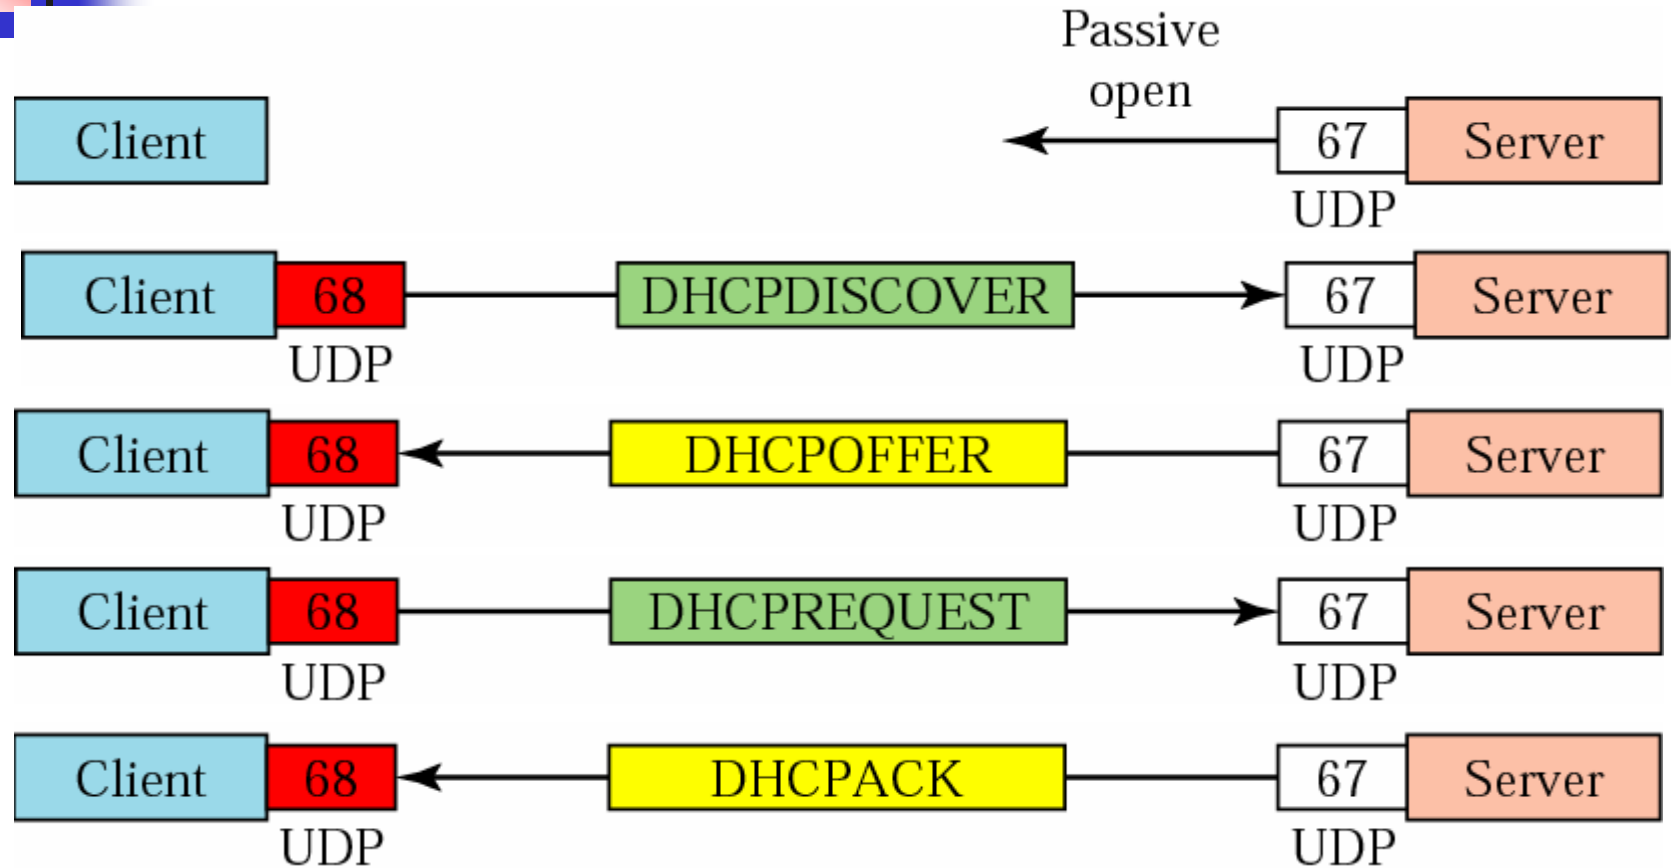 Passive
open
Client 67 Server
UDP
Client 68 DHCPDISCOVER 67 Server
UDP UDP
Client 68 DHCPOFFER 67 Server
UDP UDP
Client 68 DHCPREQUEST 67 Server
UDP UDP
Client 68 DHCPACK 67 Server
UDP UDP